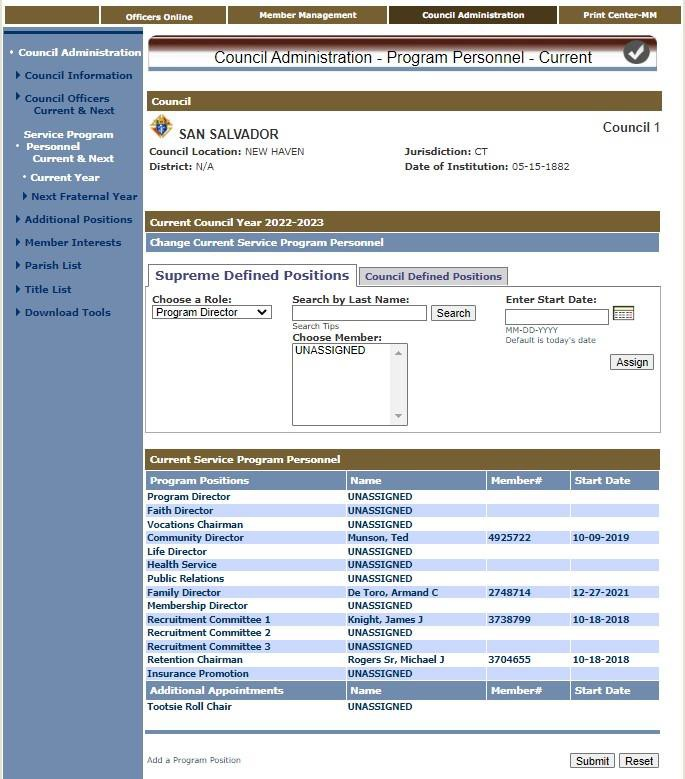 Officers Online Member Management Council Administration Print Center-MM
Council Administration
Council Information
Council Officers
Current & Next
Service Program
Personnel
Current & Next
Current Year
Next Fraternal Year
Additional Positions
Member Interests
Parish List
Title List
Download Tools
Council Administration - Program Personnel - Current
Council
SAN SALVADOR Council 1
Council Location: NEW HAVEN Jurisdiction: CT
District: N/A Date of Institution: 05-15-1882
Current Council Year 2022-2023
Change Current Service Program Personnel
Supreme Defined Positions Council Defined Positions
Choose a Role: Search by Last Name: Enter Start Date:
Program Director Search
Search Tips MM-DD-YYYY
Choose Member: Default is today's date
UNASSIGNED
Assign
Current Service Program Personnel
Program Positions Name Member# Start Date
Program Director UNASSIGNED
Faith Director UNASSIGNED
Vocations Chairman UNASSIGNED
Community Director Munson, Ted 4925722 10-09-2019
Life Director UNASSIGNED
Health Service UNASSIGNED
Public Relations UNASSIGNED
Family Director De Toro, Armand C 2748714 12-27-2021
Membership Director UNASSIGNED
Recruitment Committee 1 Knight, James J 3738799 10-18-2018
Recruitment Committee 2 UNASSIGNED
Recruitment Committee 3 UNASSIGNED
Retention Chairman Rogers Sr, Michael J 3704655 10-18-2018
Insurance Promotion UNASSIGNED
Additional Appointments Name Member# Start Date
Tootsie Roll Chair UNASSIGNED
Add a Program Position Submit Reset